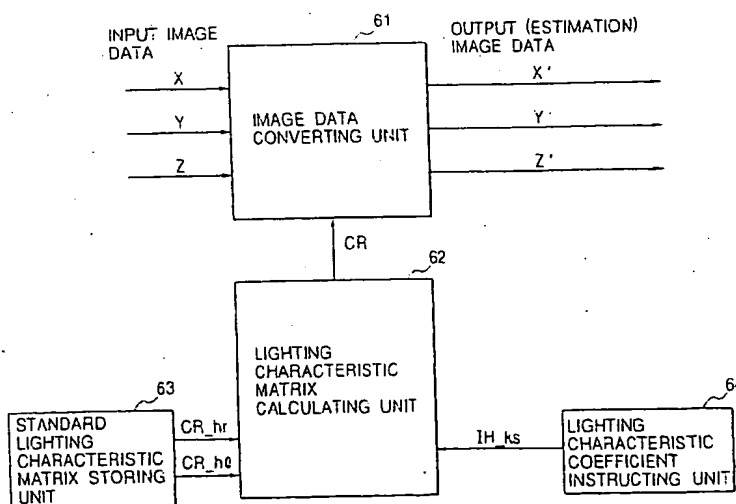 61
INPUT IMAGE
DATA
OUTPUT (ESTIMATION)
IMAGE DATA
X
X'
IMAGE DATA
CONVERTING UNIT
Y
Y
Z
Z'
CR
62
LIGHTING
CHARACTERISTIC
MATRIX
CALCULATING UNIT
63
STANDARD
LIGHTING
CHARACTERISTIC
MATRIX STORING
UNIT
CR_hr
CR_hθ
IH_ks
LIGHTING
CHARACTERISTIC
COEFFICIENT
INSTRUCTING UNIT